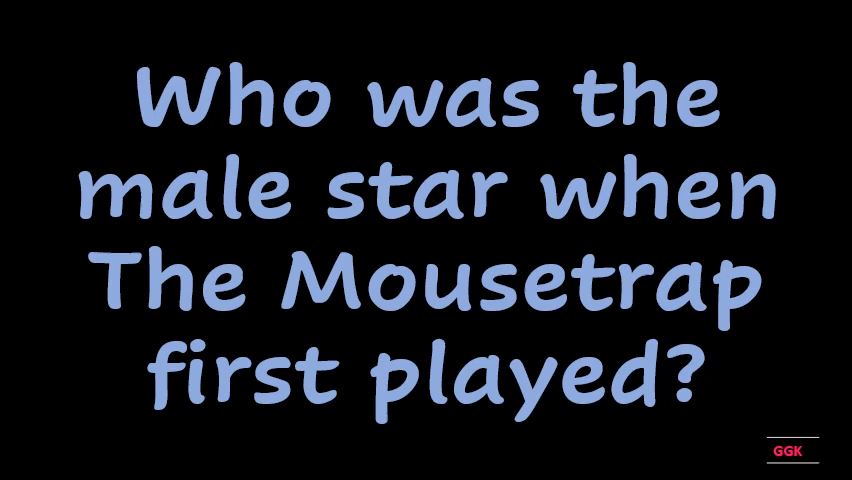 Who was the
male star when
The Mousetrap
first played?
GGK